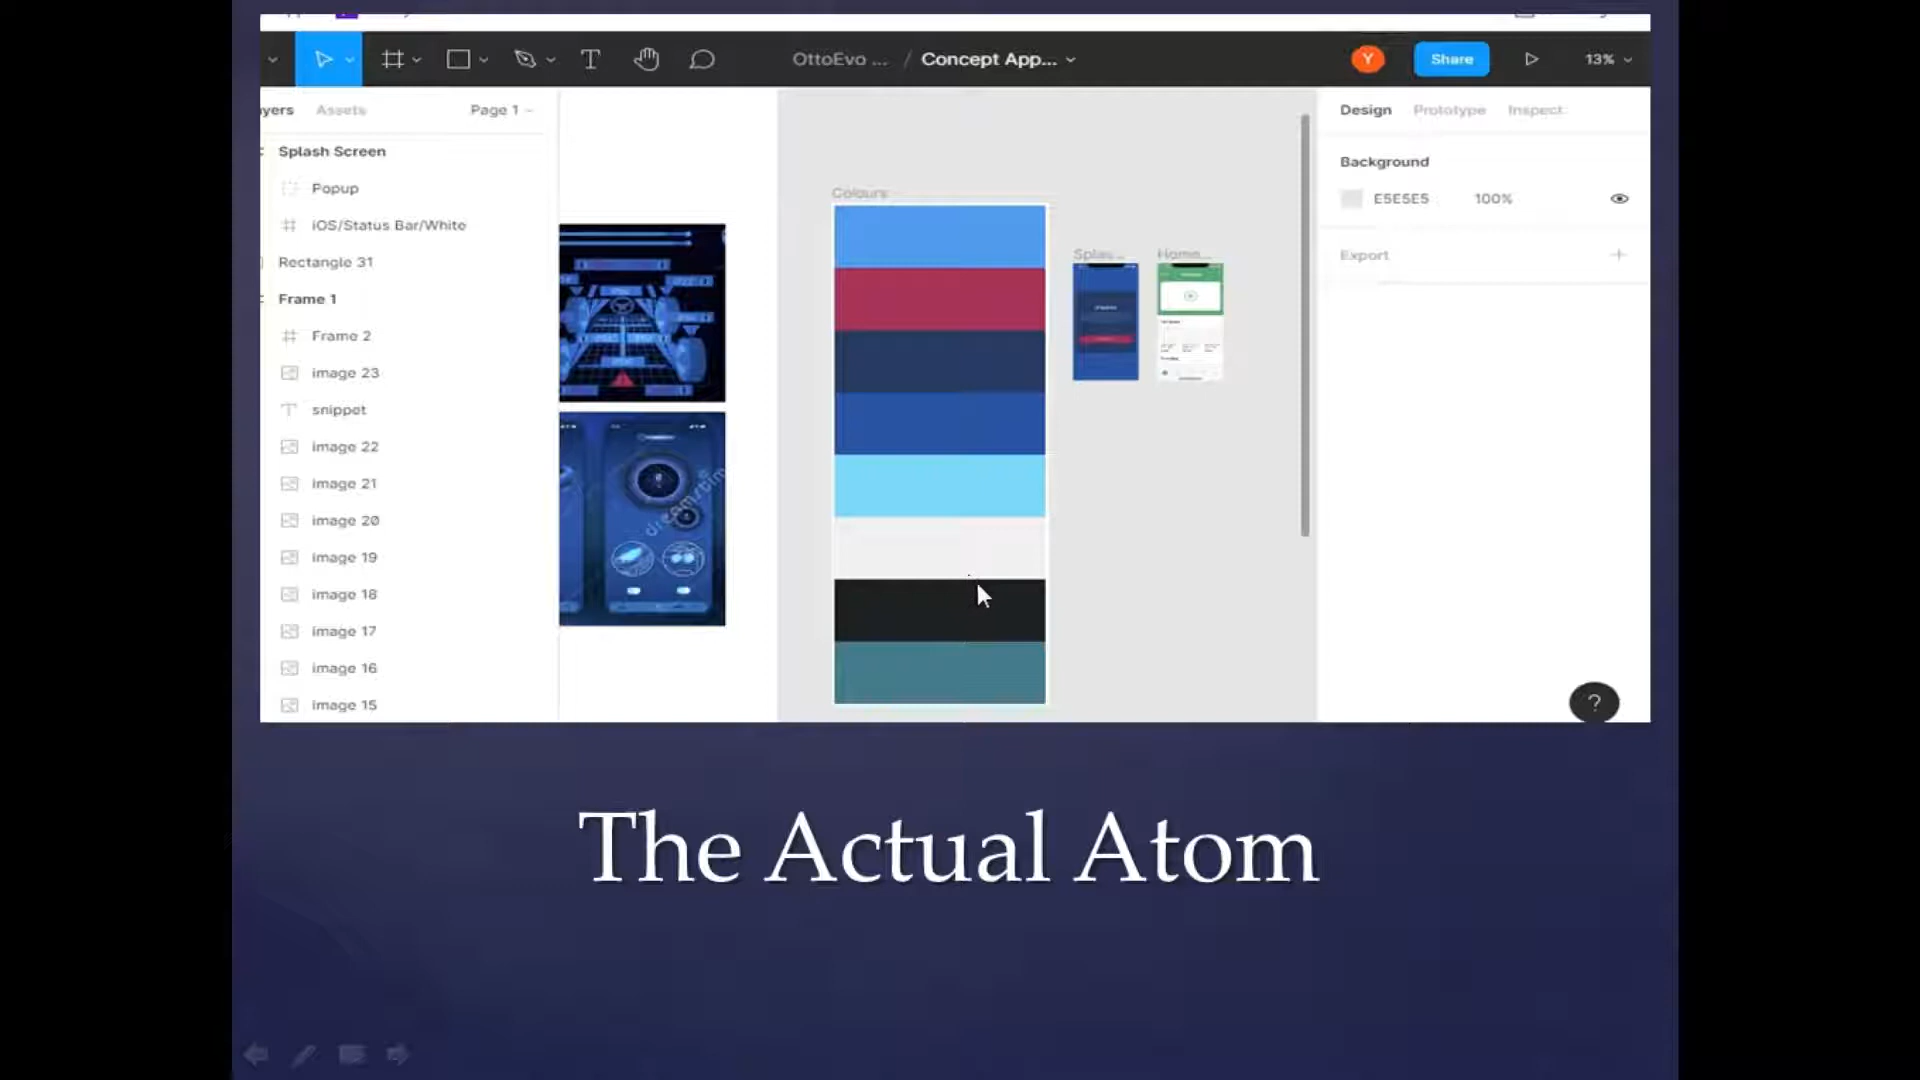 OttoEvo ... / Concept App...
Y
Share
13%
yers
Assets
Page 1
Splash Screen
Popup
iOS/Status Bar/White
Rectangle 31
Frame 1
Frame 2
image 23
snippet
image 22
image 21
image 20
image 19
image 18
image 17
image 16
image 15
Colours
Splas...
Home...
Design
Prototype
Inspect
Background
E5E5E5
100%
Export
?
The Actual Atom